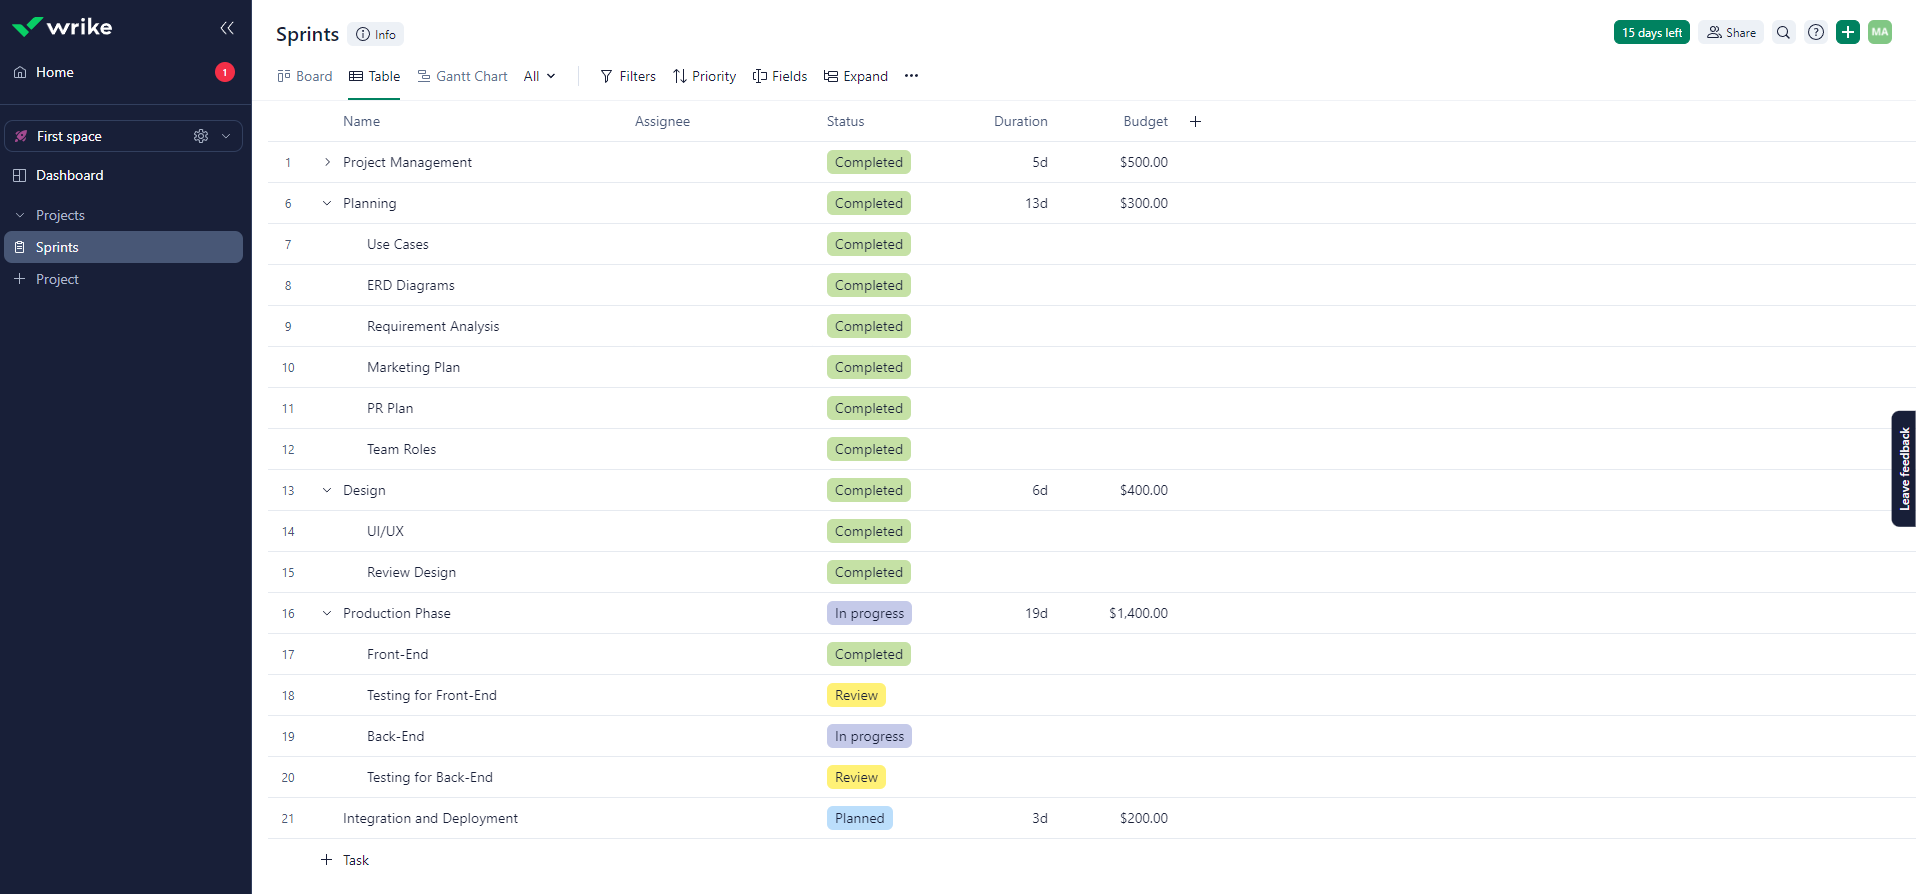 wrike
Home 1
First space
Dashboard
Projects
Sprints
Project
Sprints Info
15 days left Share ? MA
Board Table Gantt Chart All Filters Priority Fields Expand
Name Assignee Status Duration Budget
1 Project Management Completed 5d $500.00
6 Planning Completed 13d $300.00
7 Use Cases Completed
8 ERD Diagrams Completed
9 Requirement Analysis Completed
10 Marketing Plan Completed
11 PR Plan Completed
12 Team Roles Completed
13 Design Completed 6d $400.00
14 UI/UX Completed
15 Review Design Completed
16 Production Phase In progress 19d $1,400.00
17 Front-End Completed
18 Testing for Front-End Review
19 Back-End In progress
20 Testing for Back-End Review
21 Integration and Deployment Planned 3d $200.00
Task
Leave feedback